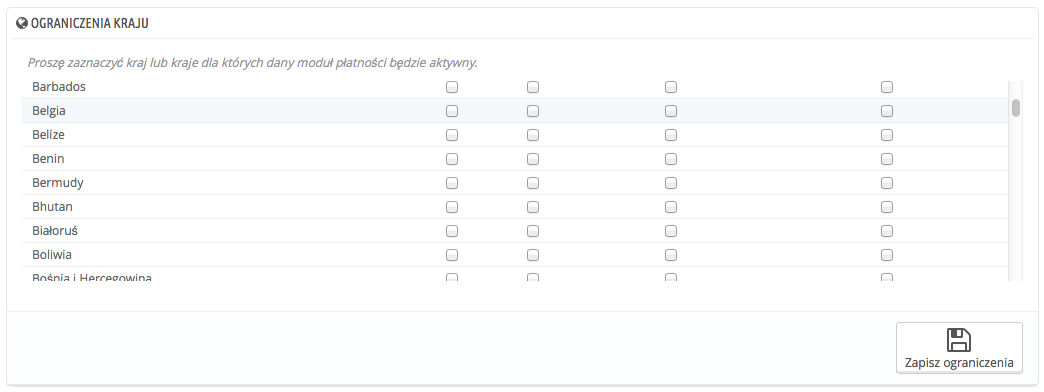 OGRANICZENIA KRAJU
Proszę zaznaczyć kraj lub kraje dla których dany moduł płatności będzie aktywny.
Barbados
Belgia
Belize
Benin
Bermudy
Bhutan
Białoruś
Boliwia
Bośnia i Hercegowina
Zapisz ograniczenia